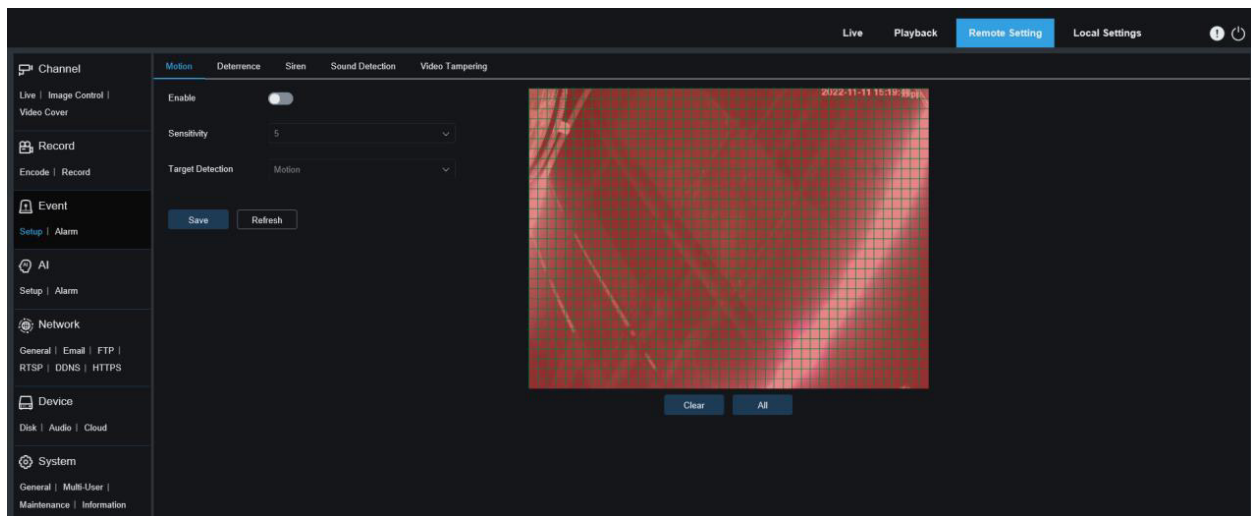 Live Playback Remote Setting Local Settings
Channel
Live | Image Control |
Video Cover
Record
Encode | Record
Event
Setup | Alarm
AI
Setup | Alarm
Network
General | Email | FTP |
RTSP | DDNS | HTTPS
Device
Disk | Audio | Cloud
System
General | Multi-User |
Maintenance | Information
Motion Deterrence Siren Sound Detection Video Tampering
Enable
Sensitivity 5
Target Detection Motion
Save Refresh
2022-11-11
Clear All